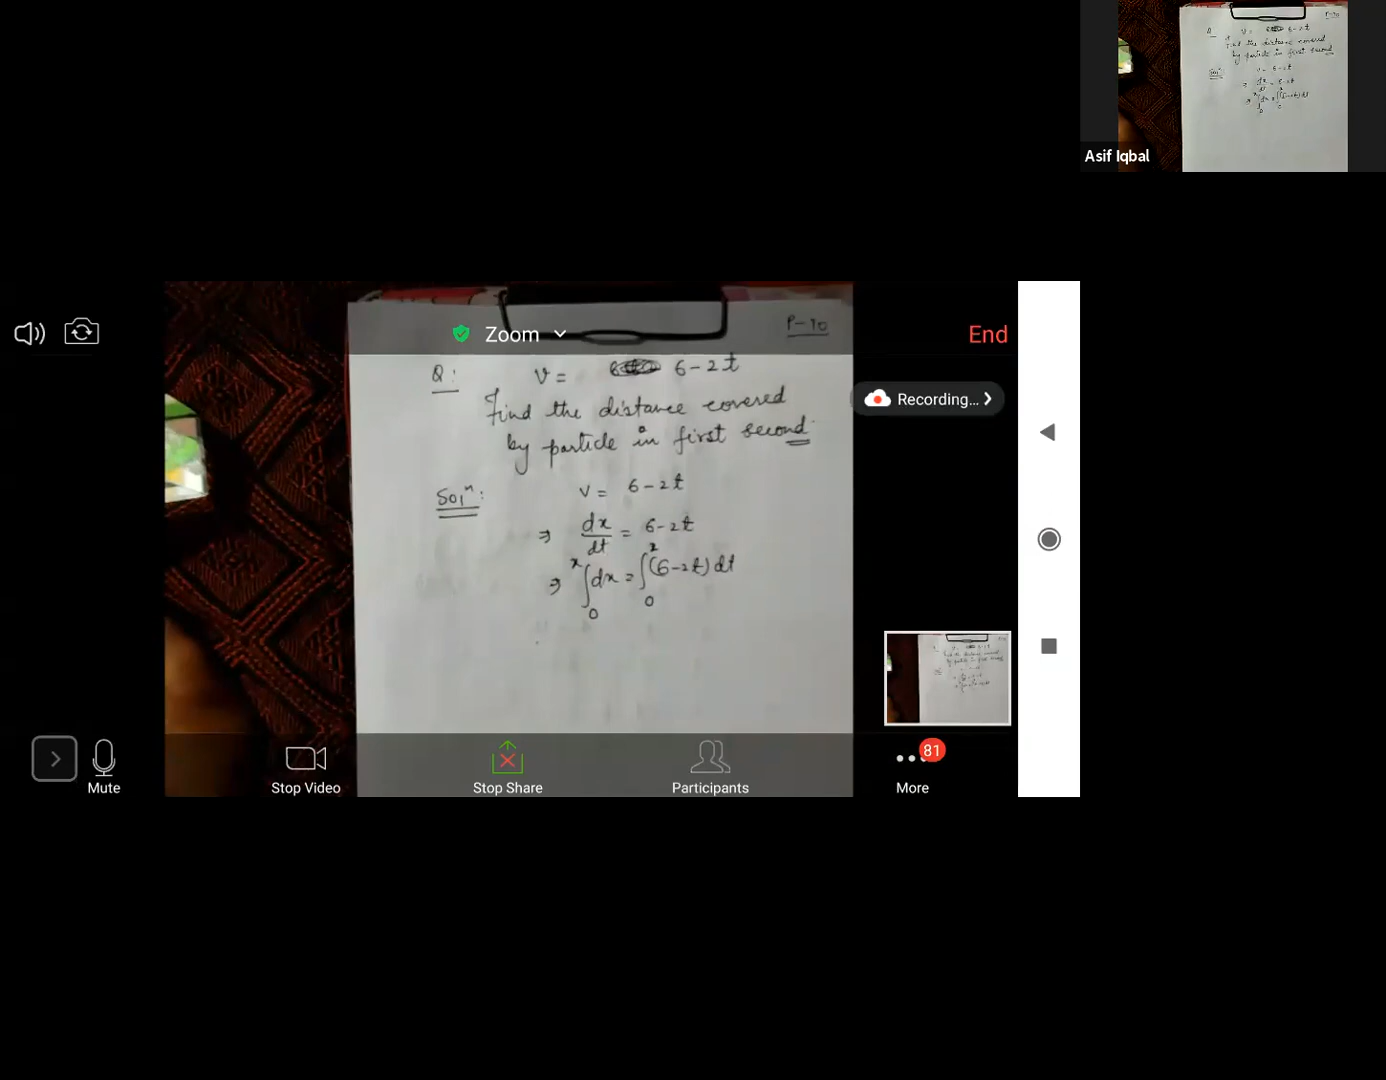 Asif Iqbal
Zoom
P-10
End
Q: v = 6-2t
Recording...
Find the distance covered
by particle in first second.
Solⁿ: v = 6-2t
⇒ dx/dt = 6-2t
⇒ ∫₀ˣ dx = ∫₀² (6-2t) dt
81
Mute
Stop Video
Stop Share
Participants
More